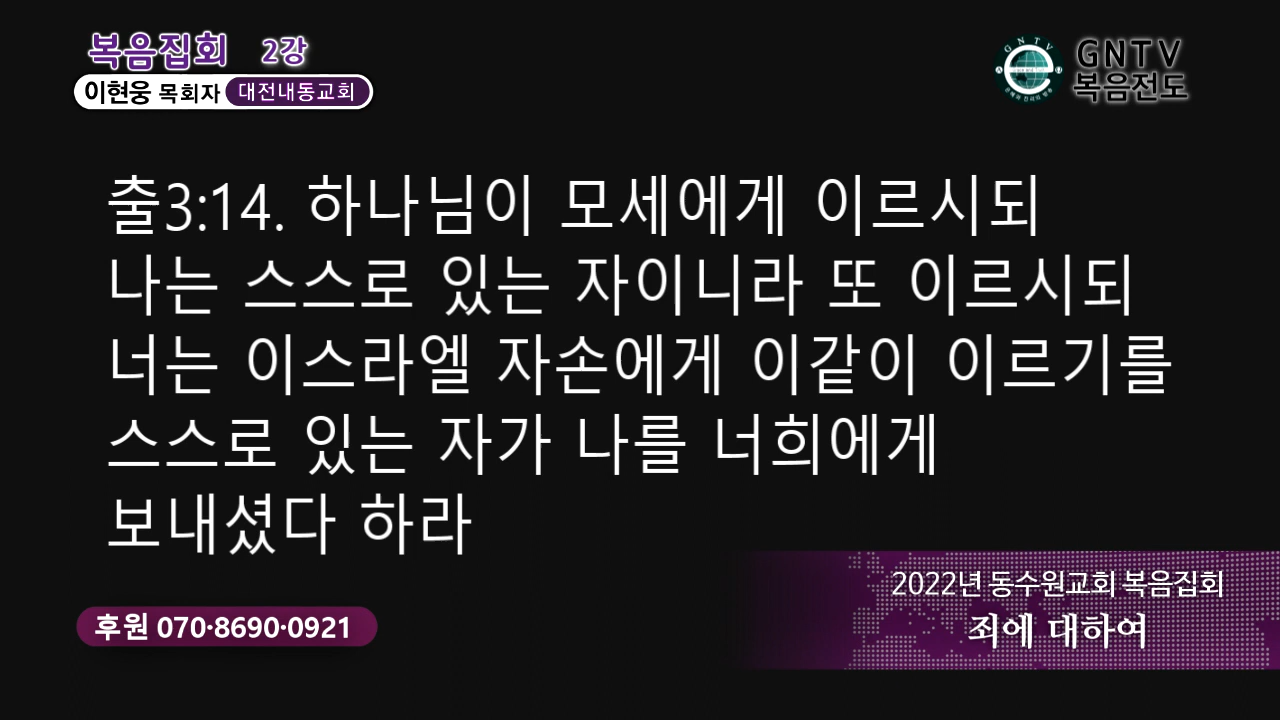 복음집회 2강
이현웅 목회자 대전내동교회
GNTV
복음전도
출3:14. 하나님이 모세에게 이르시되
나는 스스로 있는 자이니라 또 이르시되
너는 이스라엘 자손에게 이같이 이르기를
스스로 있는 자가 나를 너희에게
보내셨다 하라
2022년 동수원교회 복음집회
죄에 대하여
후원 070·8690·0921